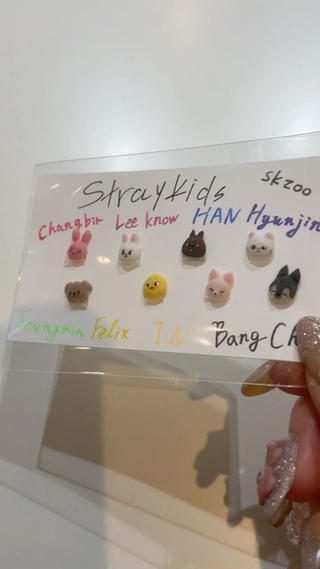 Straykids
skzoo
Changbin Lee know HAN Hyunjin
Seungmin Felix I.N Bang Ch